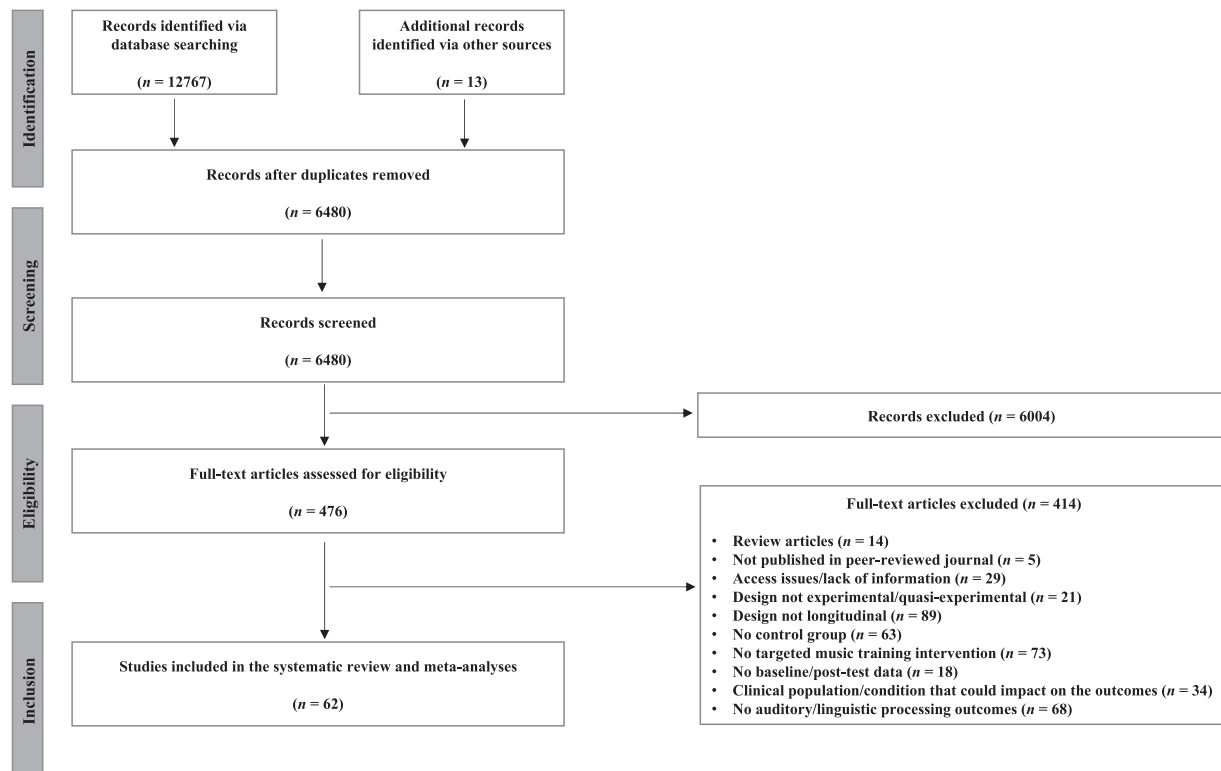 Identification
Records identified via
database searching
(n = 12767)
Additional records
identified via other sources
(n = 13)
Records after duplicates removed
(n = 6480)
Screening
Records screened
(n = 6480)
Records excluded (n = 6004)
Eligibility
Full-text articles assessed for eligibility
(n = 476)
Full-text articles excluded (n = 414)
• Review articles (n = 14)
• Not published in peer-reviewed journal (n = 5)
• Access issues/lack of information (n = 29)
• Design not experimental/quasi-experimental (n = 21)
• Design not longitudinal (n = 89)
• No control group (n = 63)
• No targeted music training intervention (n = 73)
• No baseline/post-test data (n = 18)
• Clinical population/condition that could impact on the outcomes (n = 34)
• No auditory/linguistic processing outcomes (n = 68)
Inclusion
Studies included in the systematic review and meta-analyses
(n = 62)